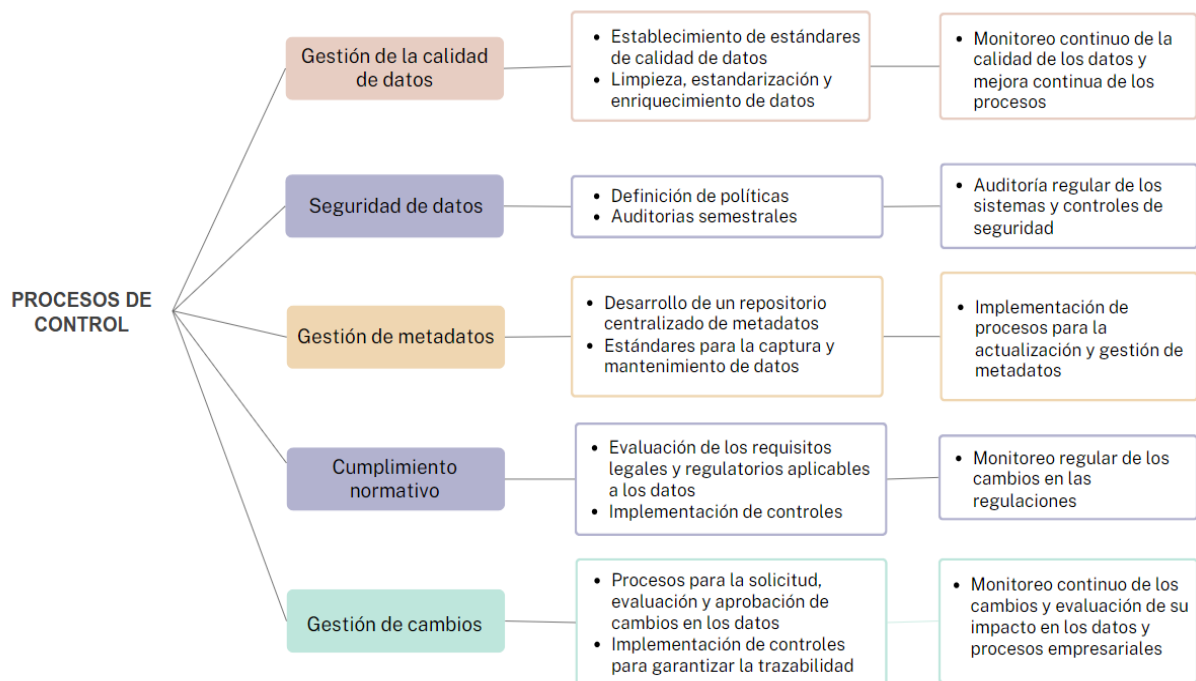 PROCESOS DE
CONTROL
Gestión de la calidad
de datos
• Establecimiento de estándares
de calidad de datos
• Limpieza, estandarización y
enriquecimiento de datos
• Monitoreo continuo de la
calidad de los datos y
mejora continua de los
procesos
Seguridad de datos
• Definición de políticas
• Auditorias semestrales
• Auditoría regular de los
sistemas y controles de
seguridad
Gestión de metadatos
• Desarrollo de un repositorio
centralizado de metadatos
• Estándares para la captura y
mantenimiento de datos
• Implementación de
procesos para la
actualización y gestión de
metadatos
Cumplimiento
normativo
• Evaluación de los requisitos
legales y regulatorios aplicables
a los datos
• Implementación de controles
• Monitoreo regular de los
cambios en las
regulaciones
Gestión de cambios
• Procesos para la solicitud,
evaluación y aprobación de
cambios en los datos
• Implementación de controles
para garantizar la trazabilidad
• Monitoreo continuo de los
cambios y evaluación de su
impacto en los datos y
procesos empresariales